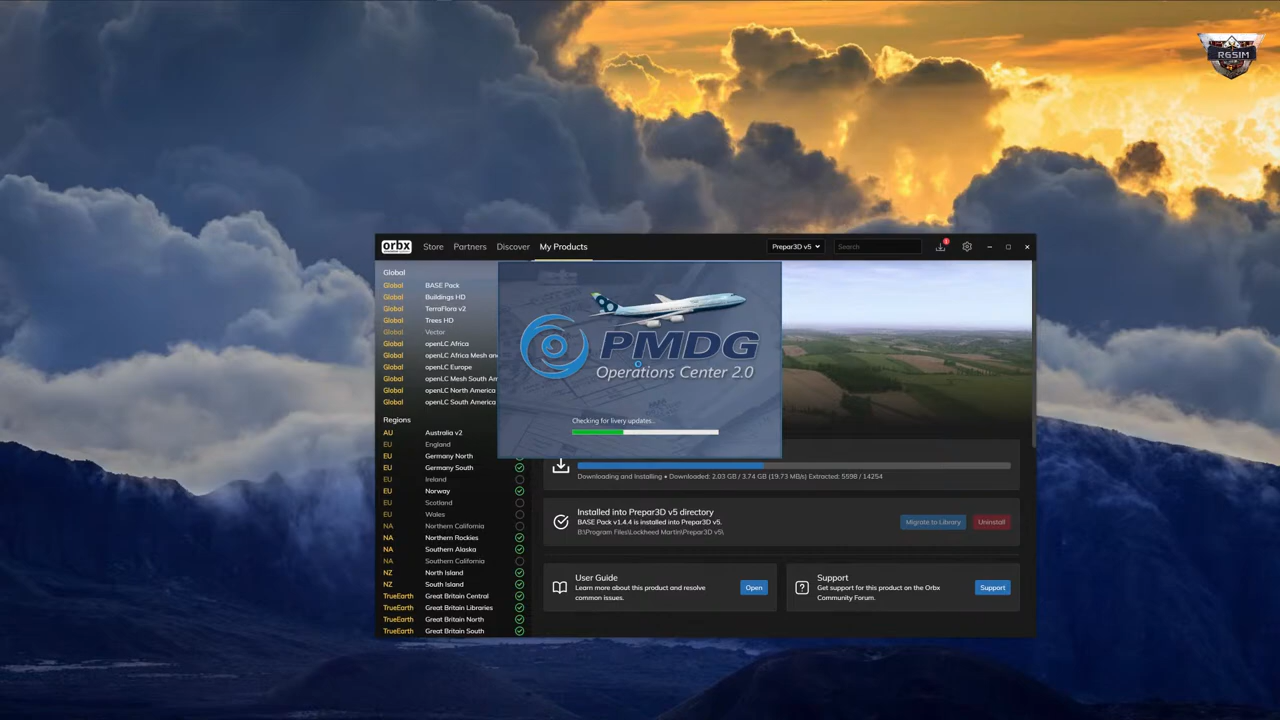 R6SIM
orbx Store Partners Discover My Products Prepar3D v5 Search
Global
Global BASE Pack
Global Buildings HD
Global TerraFlora v2
Global Trees HD
Global Vector
Global openLC Africa
Global openLC Africa Mesh an
Global openLC Europe
Global openLC Mesh South Am
Global openLC North America
Global openLC South America
Regions
AU Australia v2
EU England
EU Germany North
EU Germany South
EU Ireland
EU Norway
EU Scotland
EU Wales
NA Northern California
NA Northern Rockies
NA Southern Alaska
NA Southern California
NZ North Island
NZ South Island
TrueEarth Great Britain Central
TrueEarth Great Britain Libraries
TrueEarth Great Britain North
TrueEarth Great Britain South
PMDG
Operations Center 2.0
Checking for livery updates...
Downloading and Installing • Downloaded: 2.03 GB / 3.74 GB (19.73 MB/s) Extracted: 5598 / 14254
Installed into Prepar3D v5 directory
BASE Pack v1.4.4 is installed into Prepar3D v5.
B:\Program Files\Lockheed Martin\Prepar3D v5\
Migrate to Library Uninstall
User Guide
Learn more about this product and resolve
common issues.
Open
Support
Get support for this product on the Orbx
Community Forum.
Support